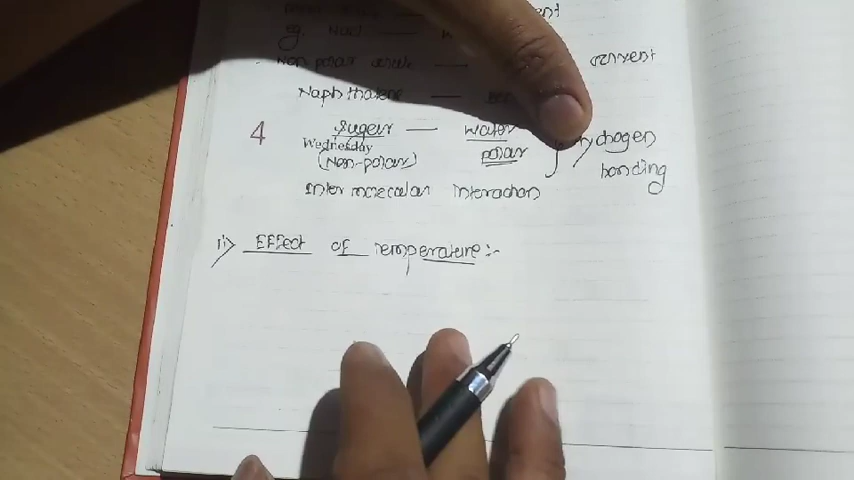 eg. NaCl —
Non polar solute — solvent
Naphthalene —
4 Sugar — water
Wednesday
(Non-polar) polar hydrogen bonding
Inter molecular interaction
ii) Effect of Temperature :-